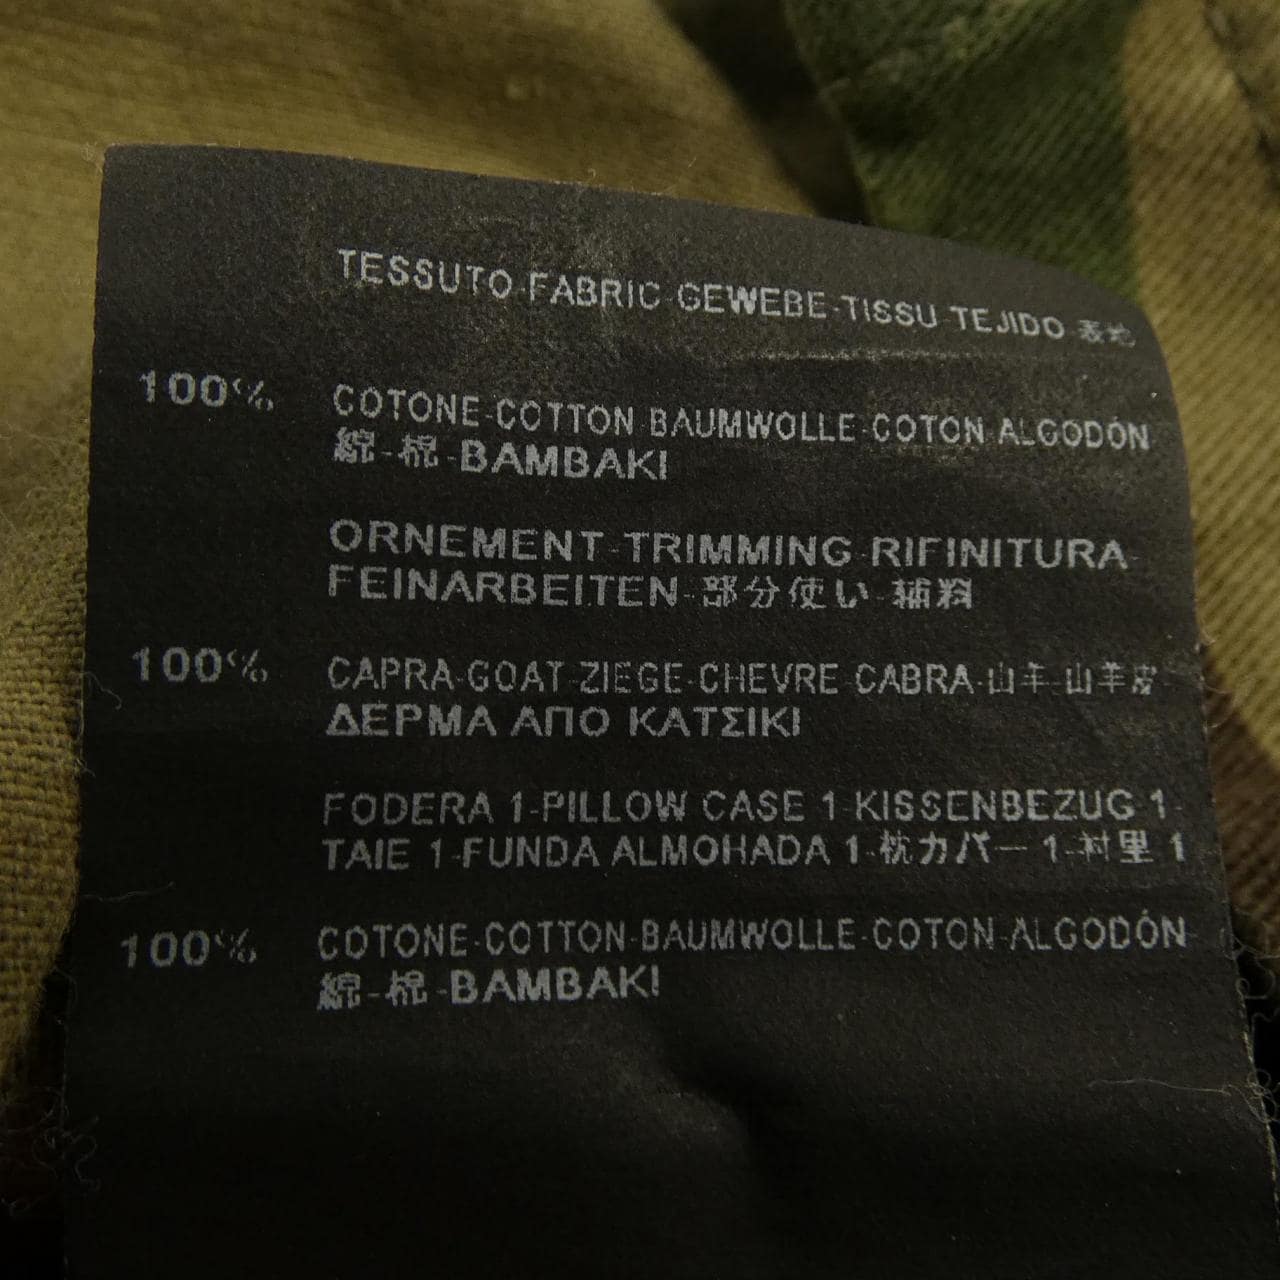 TESSUTO-FABRIC-GEWEBE-TISSU-TEJIDO-表地
100% COTONE-COTTON-BAUMWOLLE-COTON-ALGODÓN
綿-棉-BAMBAKI
ORNEMENT-TRIMMING-RIFINITURA-
FEINARBEITEN-部分使い-辅料
100% CAPRA-GOAT-ZIEGE-CHEVRE-CABRA-山羊-山羊皮
ΔΕΡΜΑ ΑΠΟ ΚΑΤΣΙΚΙ
FODERA 1-PILLOW CASE 1-KISSENBEZUG 1-
TAIE 1-FUNDA ALMOHADA 1-枕カバー 1-衬里 1
100% COTONE-COTTON-BAUMWOLLE-COTON-ALGODÓN-
綿-棉-BAMBAKI